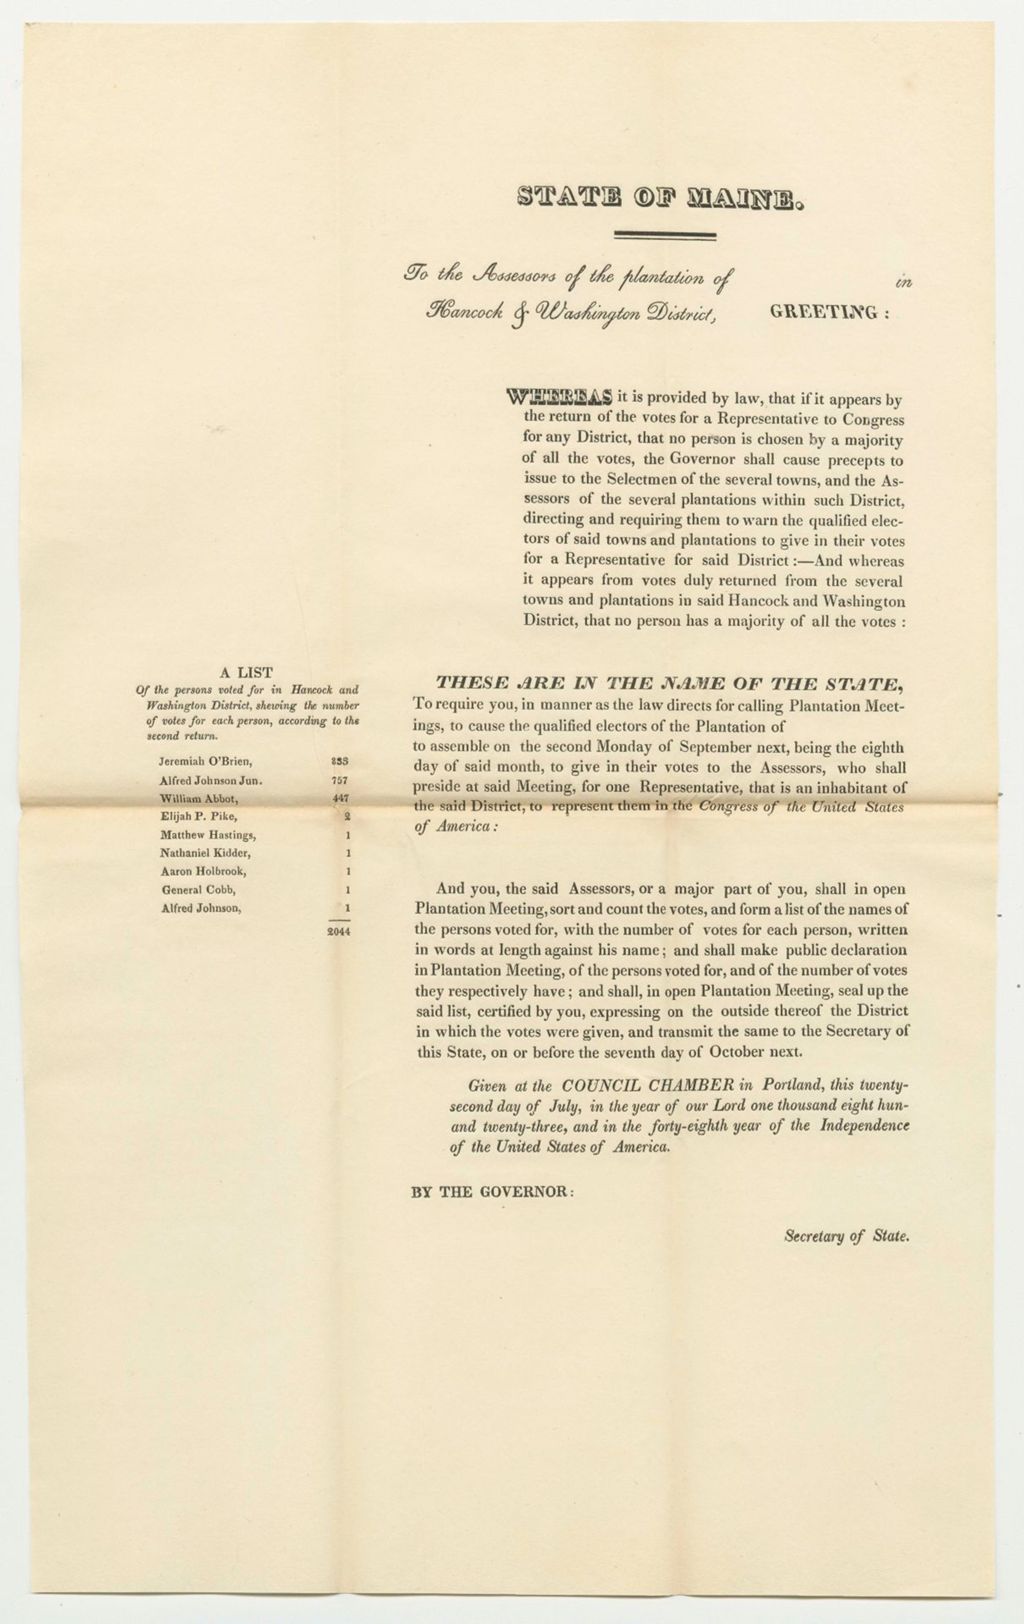 STATE OF MAINE.
To the Assessors of the plantation of in
Hancock & Washington District, GREETING :
WHEREAS it is provided by law, that if it appears by
the return of the votes for a Representative to Congress
for any District, that no person is chosen by a majority
of all the votes, the Governor shall cause precepts to
issue to the Selectmen of the several towns, and the As-
sessors of the several plantations within such District,
directing and requiring them to warn the qualified elec-
tors of said towns and plantations to give in their votes
for a Representative for said District :—And whereas
it appears from votes duly returned from the several
towns and plantations in said Hancock and Washington
District, that no person has a majority of all the votes :
A LIST
Of the persons voted for in Hancock and
Washington District, shewing the number
of votes for each person, according to the
second return.
Jeremiah O'Brien, 833
Alfred Johnson Jun. 757
William Abbot, 447
Elijah P. Pike, 2
Matthew Hastings, 1
Nathaniel Kidder, 1
Aaron Holbrook, 1
General Cobb, 1
Alfred Johnson, 1
2044
THESE ARE IN THE NAME OF THE STATE,
To require you, in manner as the law directs for calling Plantation Meet-
ings, to cause the qualified electors of the Plantation of
to assemble on the second Monday of September next, being the eighth
day of said month, to give in their votes to the Assessors, who shall
preside at said Meeting, for one Representative, that is an inhabitant of
the said District, to represent them in the Congress of the United States
of America :
And you, the said Assessors, or a major part of you, shall in open
Plantation Meeting, sort and count the votes, and form a list of the names of
the persons voted for, with the number of votes for each person, written
in words at length against his name ; and shall make public declaration
in Plantation Meeting, of the persons voted for, and of the number of votes
they respectively have ; and shall, in open Plantation Meeting, seal up the
said list, certified by you, expressing on the outside thereof the District
in which the votes were given, and transmit the same to the Secretary of
this State, on or before the seventh day of October next.
Given at the COUNCIL CHAMBER in Portland, this twenty-
second day of July, in the year of our Lord one thousand eight hun-
and twenty-three, and in the forty-eighth year of the Independence
of the United States of America.
BY THE GOVERNOR :
Secretary of State.